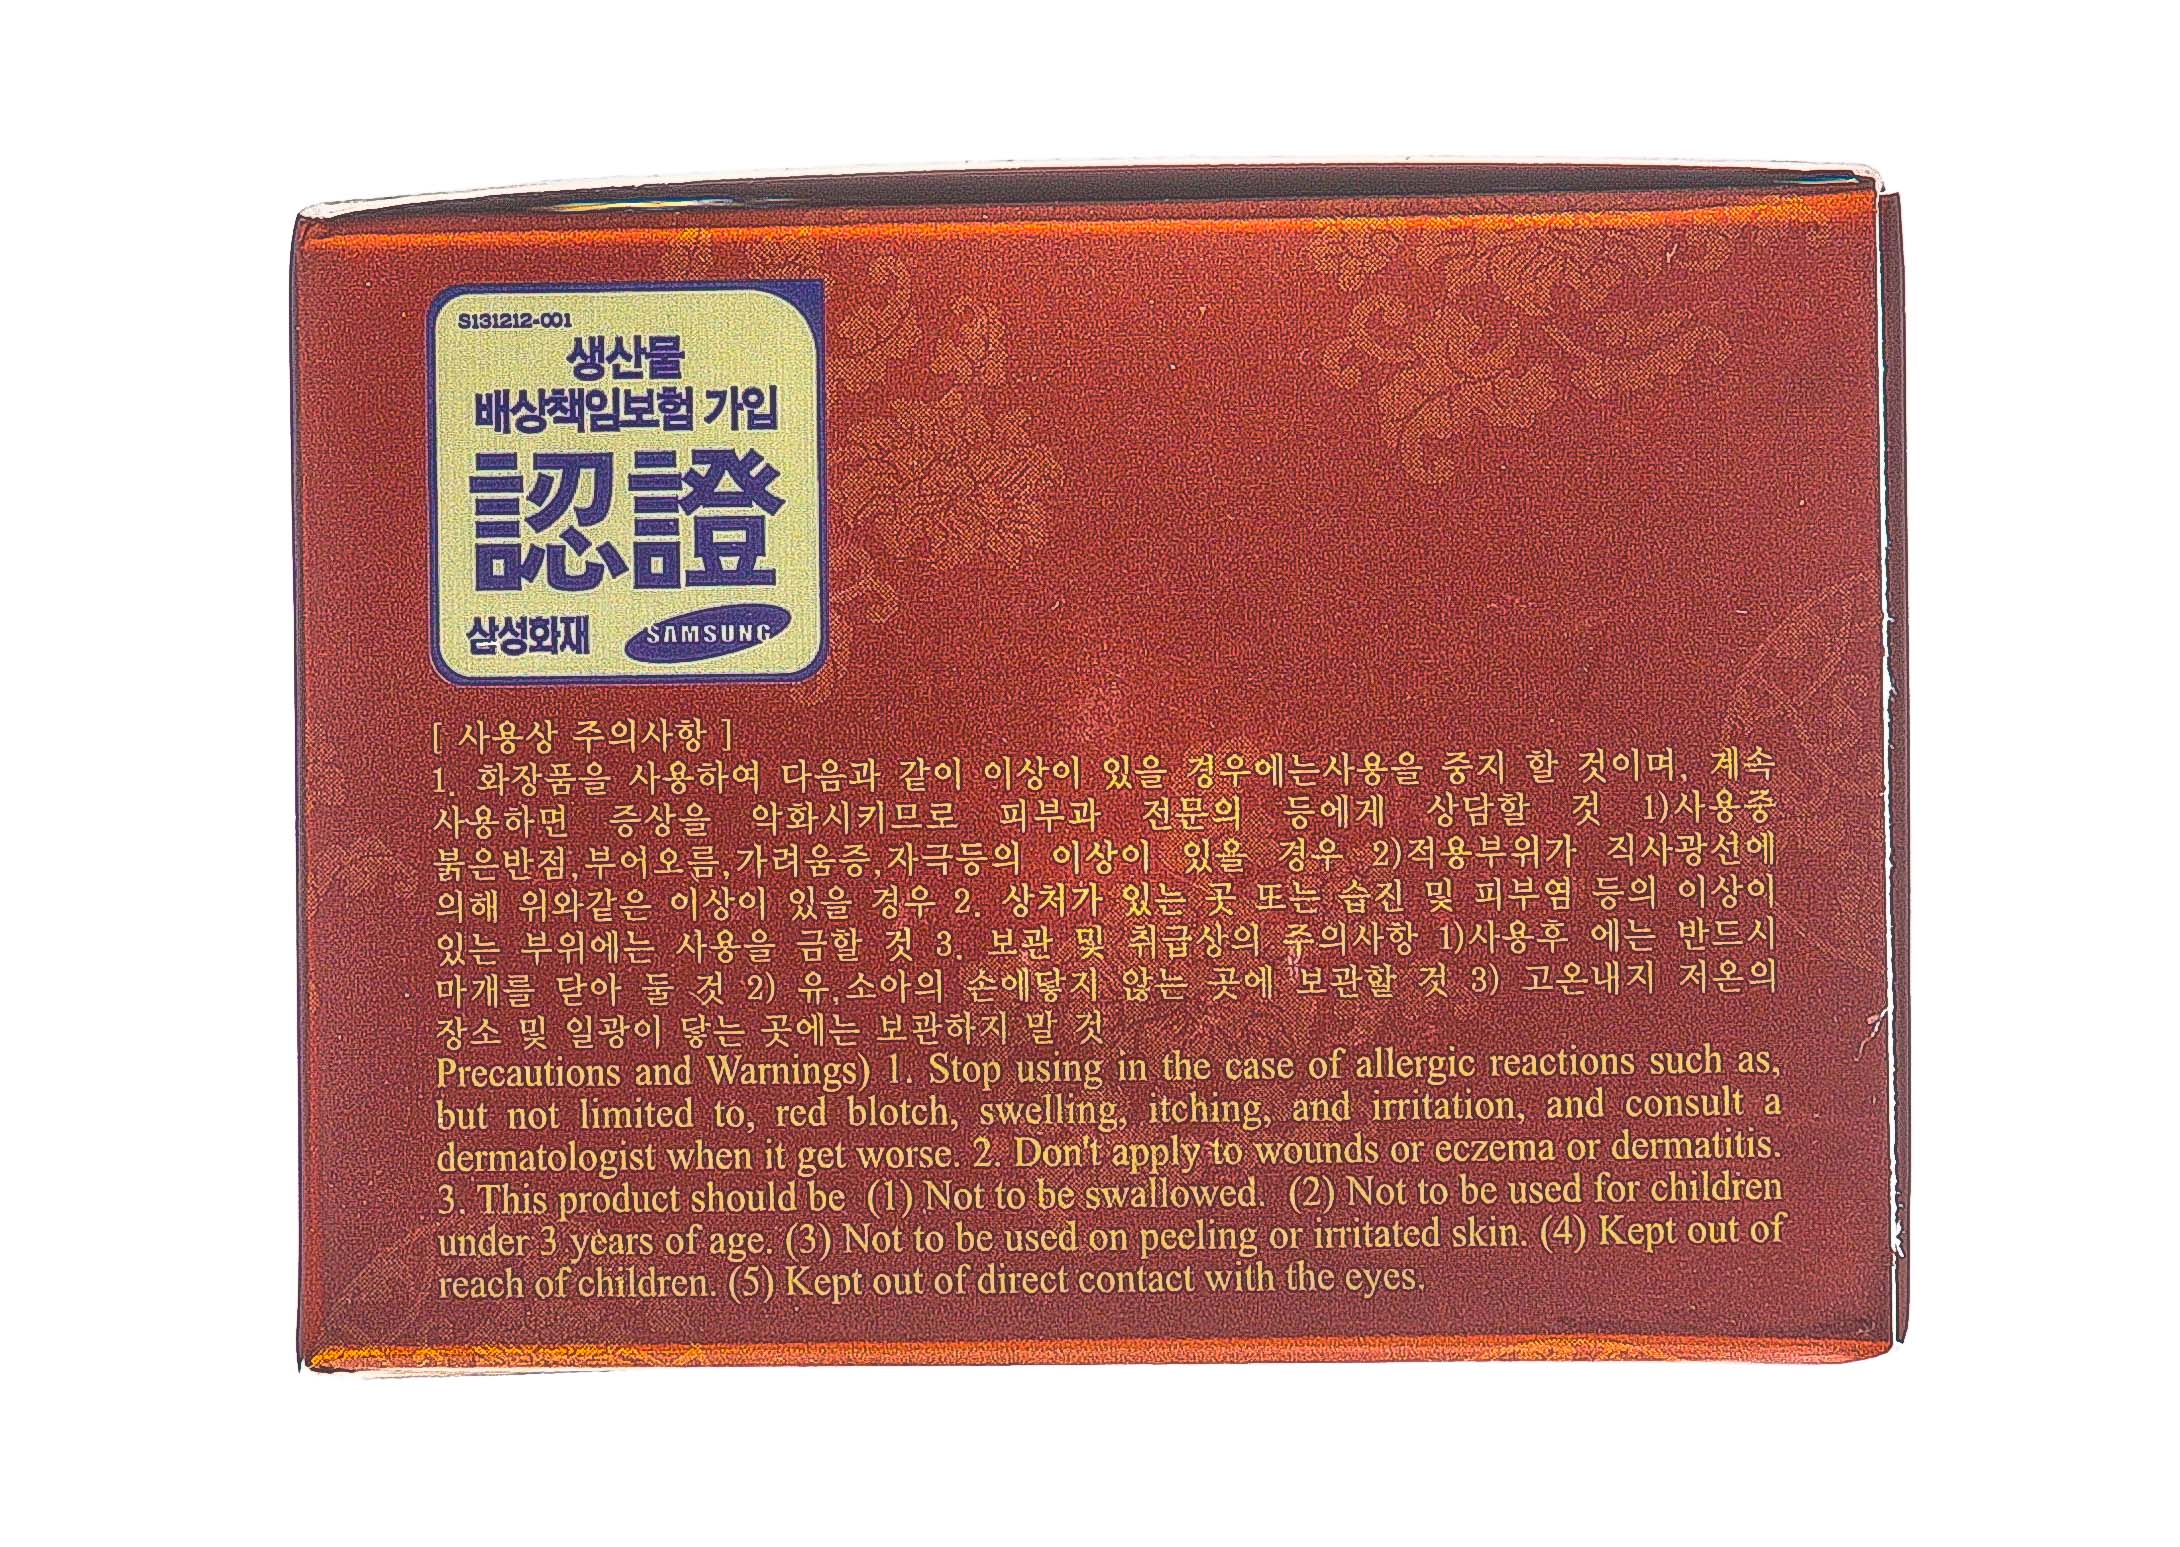 S131212-001
생산물
배상책임보험 가입
認證
삼성화재 SAMSUNG
[ 사용상 주의사항 ]
1. 화장품을 사용하여 다음과 같이 이상이 있을 경우에는사용을 중지 할 것이며, 계속
사용하면 증상을 악화시키므로 피부과 전문의 등에게 상담할 것 1)사용중
붉은반점,부어오름,가려움증,자극등의 이상이 있을 경우 2)적용부위가 직사광선에
의해 위와같은 이상이 있을 경우 2. 상처가 있는 곳 또는 습진 및 피부염 등의 이상이
있는 부위에는 사용을 금할 것 3. 보관 및 취급상의 주의사항 1)사용후 에는 반드시
마개를 닫아 둘 것 2) 유,소아의 손에닿지 않는 곳에 보관할 것 3) 고온내지 저온의
장소 및 일광이 닿는 곳에는 보관하지 말 것
Precautions and Warnings) 1. Stop using in the case of allergic reactions such as,
but not limited to, red blotch, swelling, itching, and irritation, and consult a
dermatologist when it get worse. 2. Don't apply to wounds or eczema or dermatitis.
3. This product should be (1) Not to be swallowed. (2) Not to be used for children
under 3 years of age. (3) Not to be used on peeling or irritated skin. (4) Kept out of
reach of children. (5) Kept out of direct contact with the eyes.